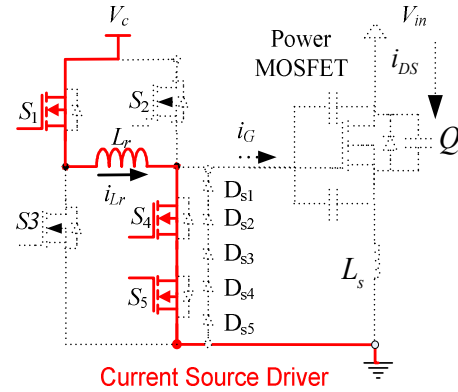 V_c
V_in
Power
MOSFET
i_DS
S_1
S_2
L_r
i_G
Q
i_Lr
D_s1
S3
S_4
D_s2
D_s3
L_s
S_5
D_s4
D_s5
Current Source Driver